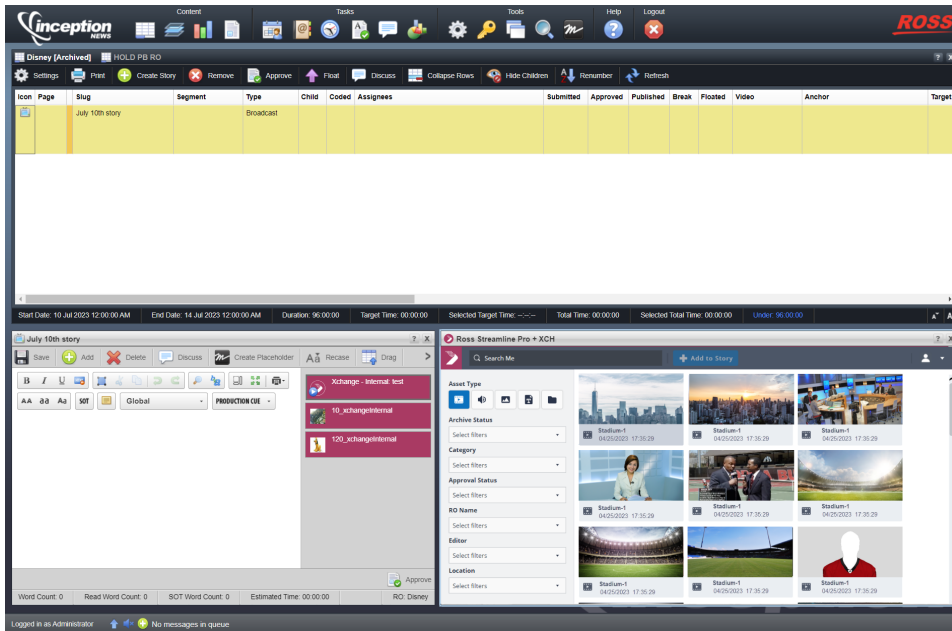 Content Tasks Tools Help Logout
inception
NEWS
ROSS
Disney [Archived] HOLD PB RO
Settings Print Create Story Remove Approve Float Discuss Collapse Rows Hide Children Renumber Refresh
Icon Page Slug Segment Type Child Coded Assignees Submitted Approved Published Break Floated Video Anchor Target
July 10th story Broadcast
Start Date: 10 Jul 2023 12:00:00 AM End Date: 14 Jul 2023 12:00:00 AM Duration: 96:00:00 Target Time: 00:00:00 Selected Target Time: --:--:-- Total Time: 00:00:00 Selected Total Time: 00:00:00 Under: 96:00:00
July 10th story ? X
Save Add Delete Discuss Create Placeholder Recase Drag >
B I U
AA aa Aa SOT Global PRODUCTION CUE
Xchange - Internal: test
10_xchangeInternal
120_xchangeInternal
Approve
Word Count: 0 Read Word Count: 0 SOT Word Count: 0 Estimated Time: 00:00:00 RO: Disney
Ross Streamline Pro + XCH ? X
Search Me Add to Story
Asset Type
Archive Status
Select filters
Category
Select filters
Approval Status
Select filters
RO Name
Select filters
Editor
Select filters
Location
Select filters
Stadium-1 Stadium-1 Stadium-1
04/25/2023 17:35:29 04/25/2023 17:35:29 04/25/2023 17:35:29
Stadium-1 Stadium-1 Stadium-1
04/25/2023 17:35:29 04/25/2023 17:35:29 04/25/2023 17:35:29
Stadium-1 Stadium-1 Stadium-1
04/25/2023 17:35:29 04/25/2023 17:35:29 04/25/2023 17:35:29
Logged in as Administrator No messages in queue